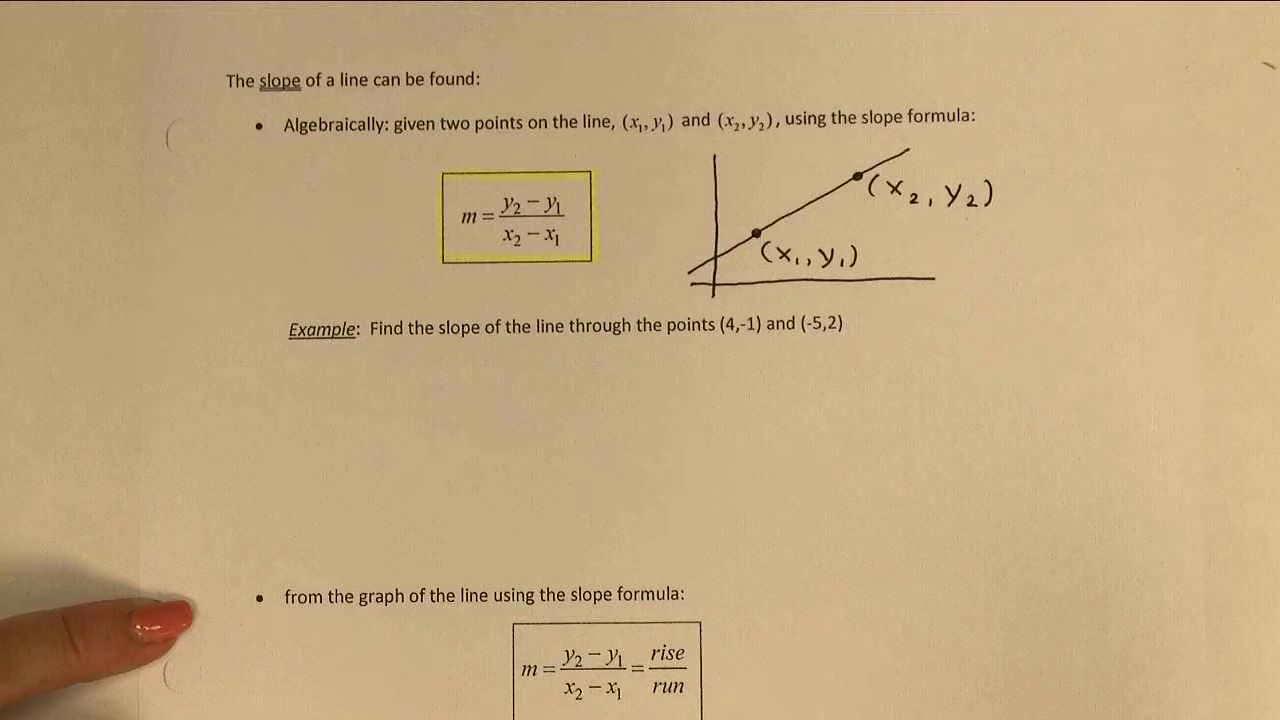 The slope of a line can be found:
• Algebraically: given two points on the line, (x₁, y₁) and (x₂, y₂), using the slope formula:
m = (y₂ − y₁)/(x₂ − x₁)
(x₂, y₂)
(x₁, y₁)
Example: Find the slope of the line through the points (4,-1) and (-5,2)
• from the graph of the line using the slope formula:
m = (y₂ − y₁)/(x₂ − x₁) = rise/run